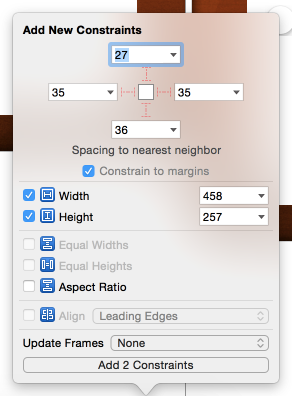 Add New Constraints
27
35 35
36
Spacing to nearest neighbor
Constrain to margins
Width 458
Height 257
Equal Widths
Equal Heights
Aspect Ratio
Align Leading Edges
Update Frames None
Add 2 Constraints